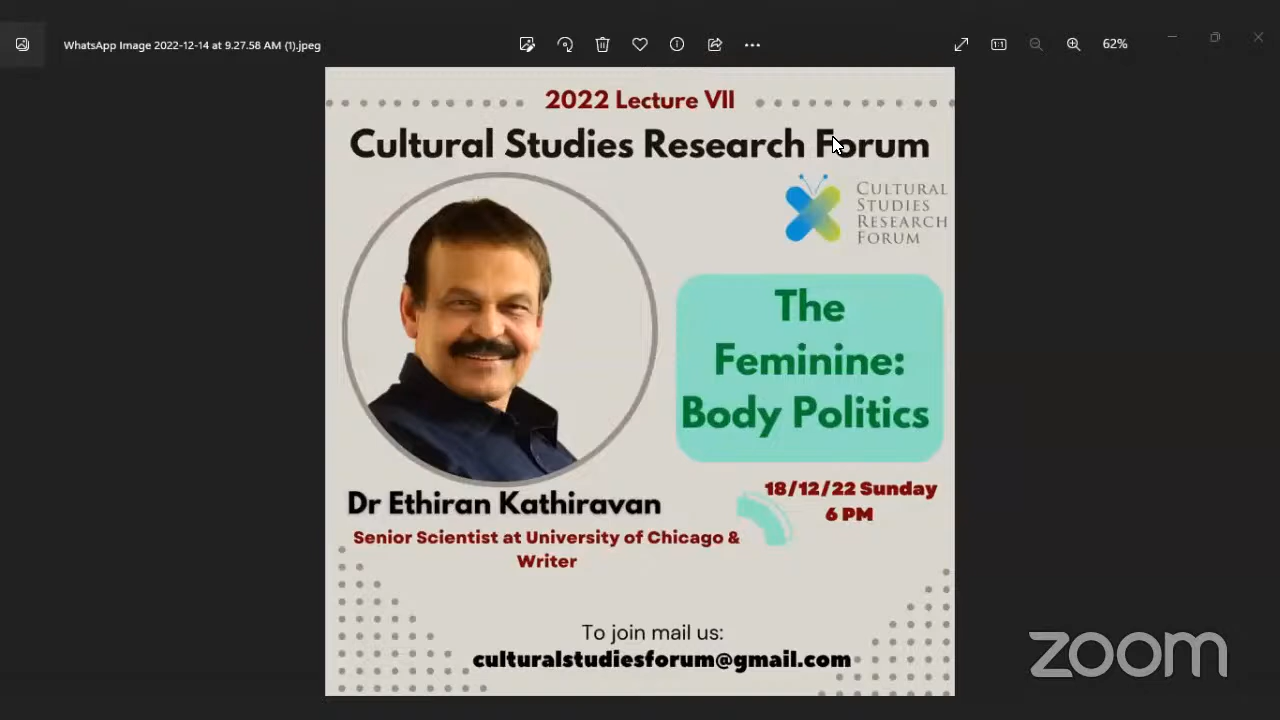 WhatsApp Image 2022-12-14 at 9.27.58 AM (1).jpeg
1:1
62%
2022 Lecture VII
Cultural Studies Research Forum
CULTURAL
STUDIES
RESEARCH
FORUM
The
Feminine:
Body Politics
Dr Ethiran Kathiravan
Senior Scientist at University of Chicago &
Writer
18/12/22 Sunday
6 PM
To join mail us:
culturalstudiesforum@gmail.com
zoom